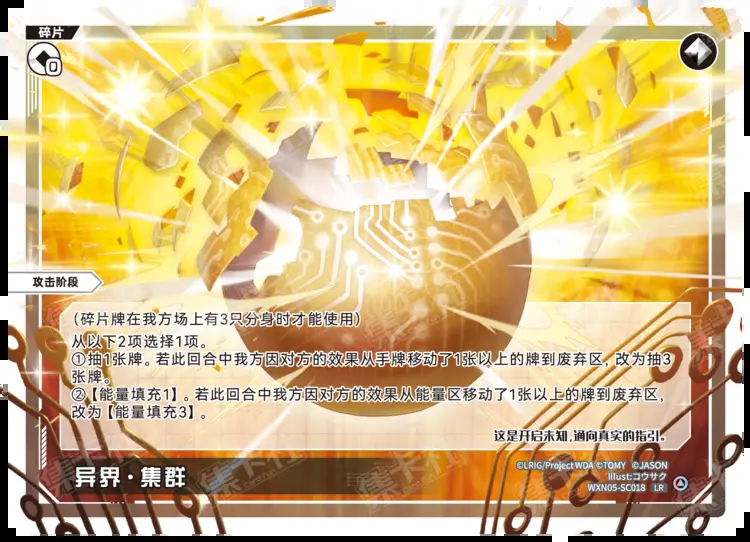 碎片
0
攻击阶段
(碎片牌在我方场上有3只分身时才能使用)
从以下2项选择1项。
①抽1张牌。若此回合中我方因对方的效果从手牌移动了1张以上的牌到废弃区，改为抽3
张牌。
②【能量填充1】。若此回合中我方因对方的效果从能量区移动了1张以上的牌到废弃区，
改为【能量填充3】。
这是开启未知，通向真实的指引。
异界·集群
©LRIG/Project WDA ©TOMY ©JASON
Illust:コウサク
WXN05-SC018 LR